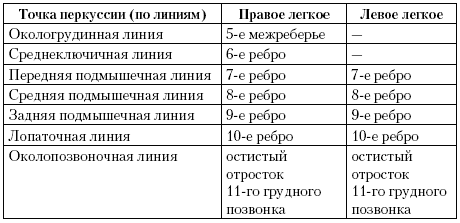 Точка перкуссии (по линиям) Правое легкое Левое легкое
Окологрудинная линия 5-е межреберье —
Среднеключичная линия 6-е ребро —
Передняя подмышечная линия 7-е ребро 7-е ребро
Средняя подмышечная линия 8-е ребро 8-е ребро
Задняя подмышечная линия 9-е ребро 9-е ребро
Лопаточная линия 10-е ребро 10-е ребро
Околопозвоночная линия остистый остистый
отросток отросток
11-го грудного 11-го грудного
позвонка позвонка